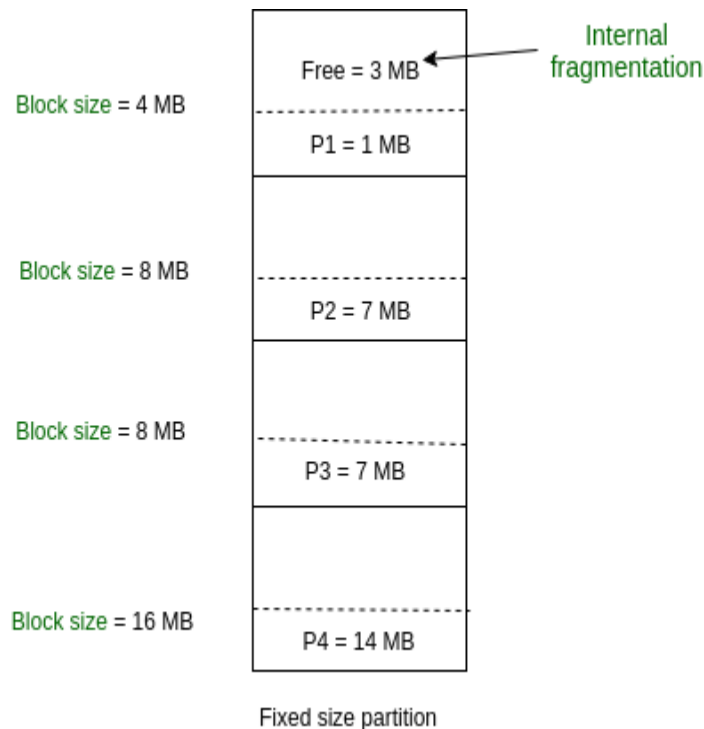 Internal
fragmentation
Free = 3 MB
Block size = 4 MB
P1 = 1 MB
Block size = 8 MB
P2 = 7 MB
Block size = 8 MB
P3 = 7 MB
Block size = 16 MB
P4 = 14 MB
Fixed size partition